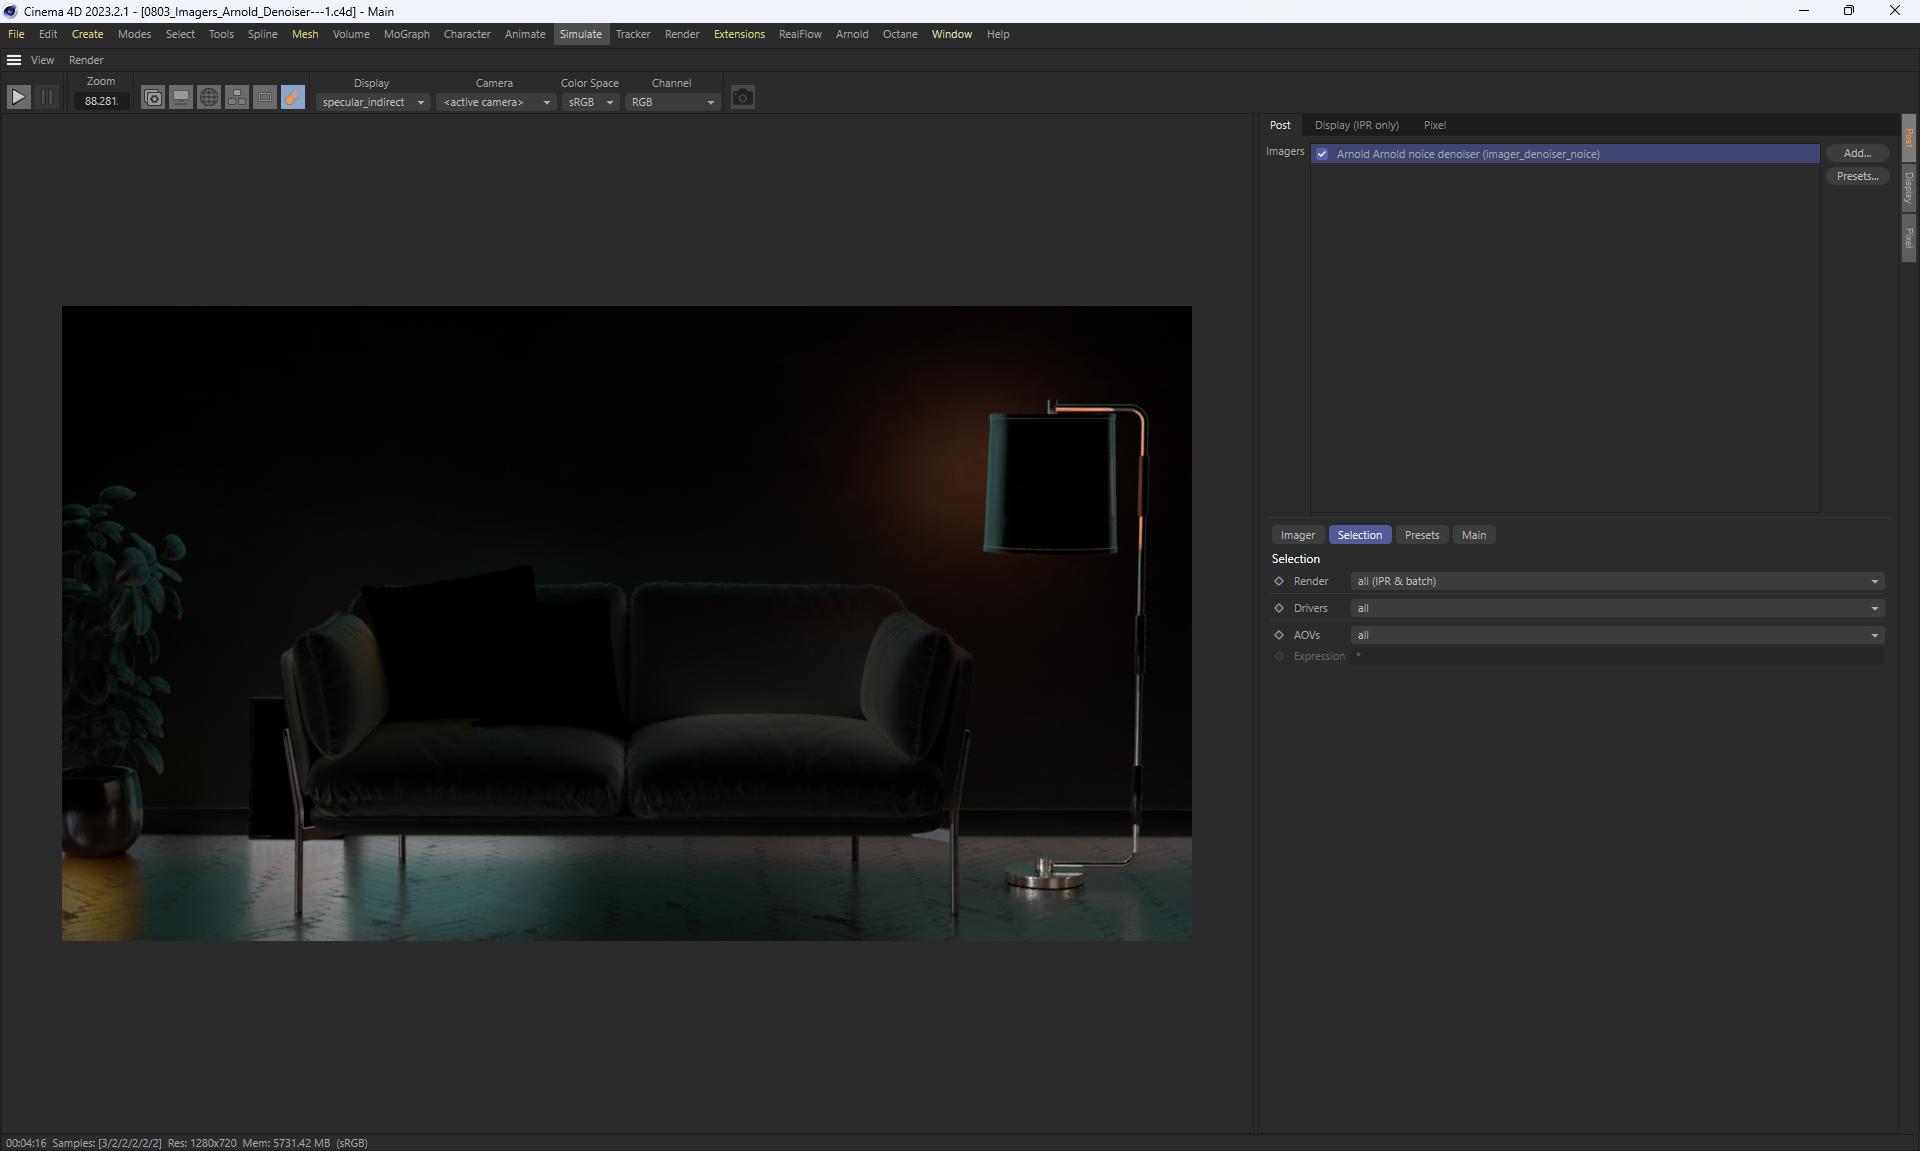 Cinema 4D 2023.2.1 - [0803_Imagers_Arnold_Denoiser---1.c4d] - Main
File Edit Create Modes Select Tools Spline Mesh Volume MoGraph Character Animate Simulate Tracker Render Extensions RealFlow Arnold Octane Window Help
View Render
Zoom Display Camera Color Space Channel
88.281. specular_indirect <active camera> sRGB RGB
Post Display (IPR only) Pixel
Imagers Arnold Arnold noice denoiser (imager_denoiser_noice) Add...
Presets...
Post
Display
Pixel
Imager Selection Presets Main
Selection
Render all (IPR & batch)
Drivers all
AOVs all
Expression *
00:04:16 Samples: [3/2/2/2/2/2] Res: 1280x720 Mem: 5731.42 MB (sRGB)